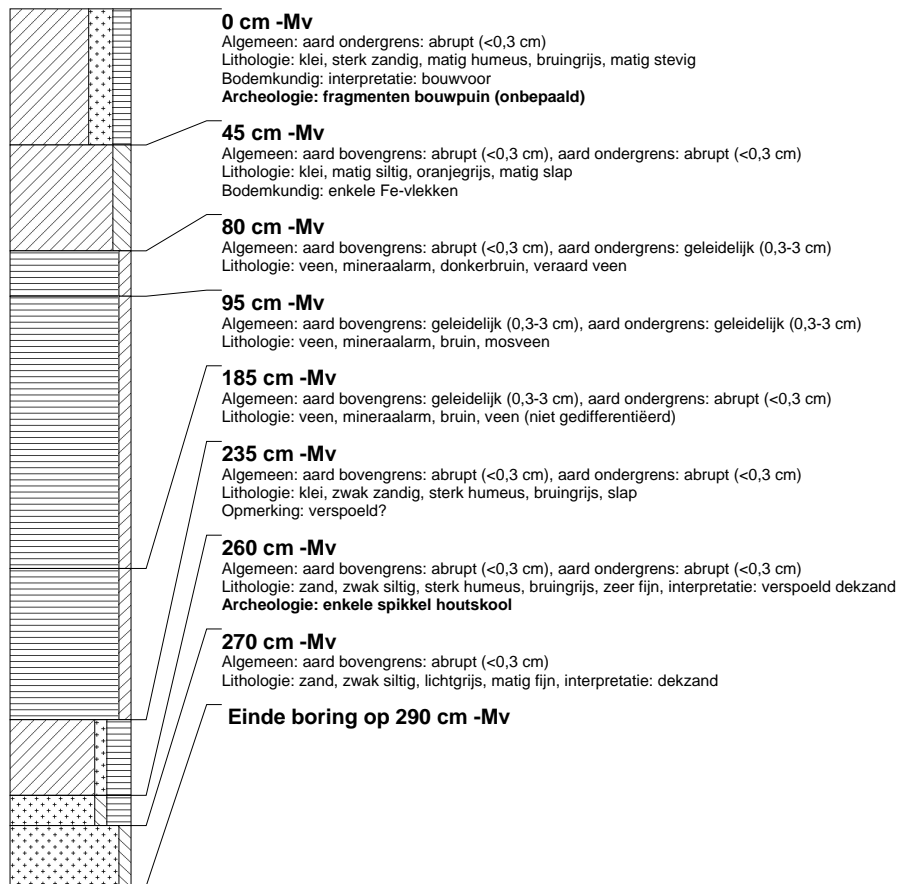 0 cm -Mv
Algemeen: aard ondergrens: abrupt (<0,3 cm)
Lithologie: klei, sterk zandig, matig humeus, bruingrijs, matig stevig
Bodemkundig: interpretatie: bouwvoor
Archeologie: fragmenten bouwpuin (onbepaald)
45 cm -Mv
Algemeen: aard bovengrens: abrupt (<0,3 cm), aard ondergrens: abrupt (<0,3 cm)
Lithologie: klei, matig siltig, oranjegrijs, matig slap
Bodemkundig: enkele Fe-vlekken
80 cm -Mv
Algemeen: aard bovengrens: abrupt (<0,3 cm), aard ondergrens: geleidelijk (0,3-3 cm)
Lithologie: veen, mineraalarm, donkerbruin, veraard veen
95 cm -Mv
Algemeen: aard bovengrens: geleidelijk (0,3-3 cm), aard ondergrens: geleidelijk (0,3-3 cm)
Lithologie: veen, mineraalarm, bruin, mosveen
185 cm -Mv
Algemeen: aard bovengrens: geleidelijk (0,3-3 cm), aard ondergrens: abrupt (<0,3 cm)
Lithologie: veen, mineraalarm, bruin, veen (niet gedifferentiëerd)
235 cm -Mv
Algemeen: aard bovengrens: abrupt (<0,3 cm), aard ondergrens: abrupt (<0,3 cm)
Lithologie: klei, zwak zandig, sterk humeus, bruingrijs, slap
Opmerking: verspoeld?
260 cm -Mv
Algemeen: aard bovengrens: abrupt (<0,3 cm), aard ondergrens: abrupt (<0,3 cm)
Lithologie: zand, zwak siltig, sterk humeus, bruingrijs, zeer fijn, interpretatie: verspoeld dekzand
Archeologie: enkele spikkel houtskool
270 cm -Mv
Algemeen: aard bovengrens: abrupt (<0,3 cm)
Lithologie: zand, zwak siltig, lichtgrijs, matig fijn, interpretatie: dekzand
Einde boring op 290 cm -Mv